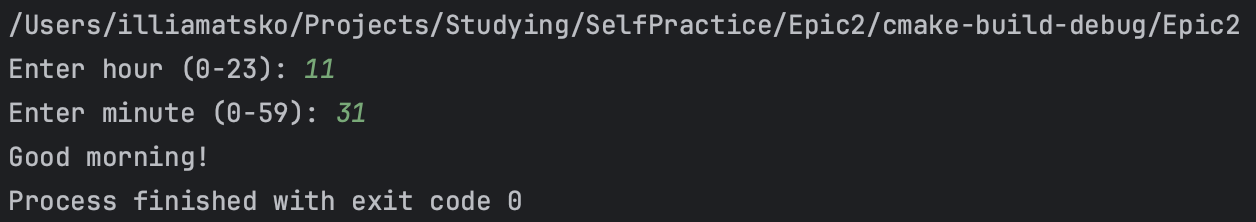 /Users/illiamatsko/Projects/Studying/SelfPractice/Epic2/cmake-build-debug/Epic2
Enter hour (0-23): 11
Enter minute (0-59): 31
Good morning!
Process finished with exit code 0